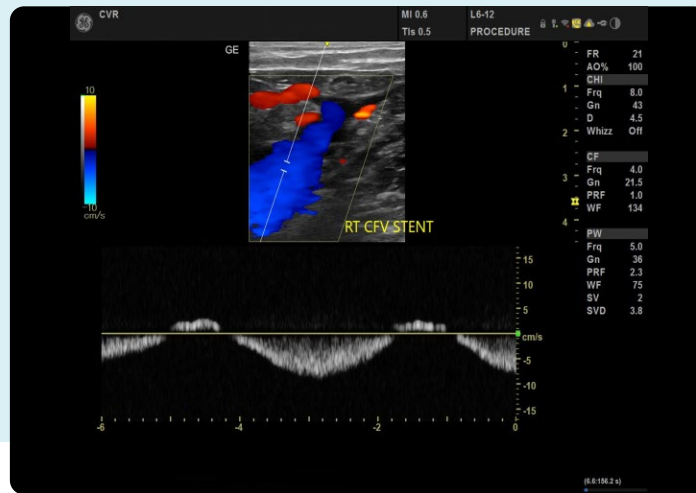 CVR
MI 0.6 L6-12
TIs 0.5 PROCEDURE
GE
0
FR 21
AO% 100
CHI
1
Frq 8.0
Gn 43
D 4.5
Whizz Off
2
CF
3
Frq 4.0
Gn 21.5
PRF 1.0
WF 134
4
PW
Frq 5.0
Gn 36
PRF 2.3
WF 75
SV 2
SVD 3.8
10
-10
cm/s
RT CFV STENT
15
10
5
cm/s
-5
-10
-15
-6 -4 -2 0
(6.6:156.2 s)